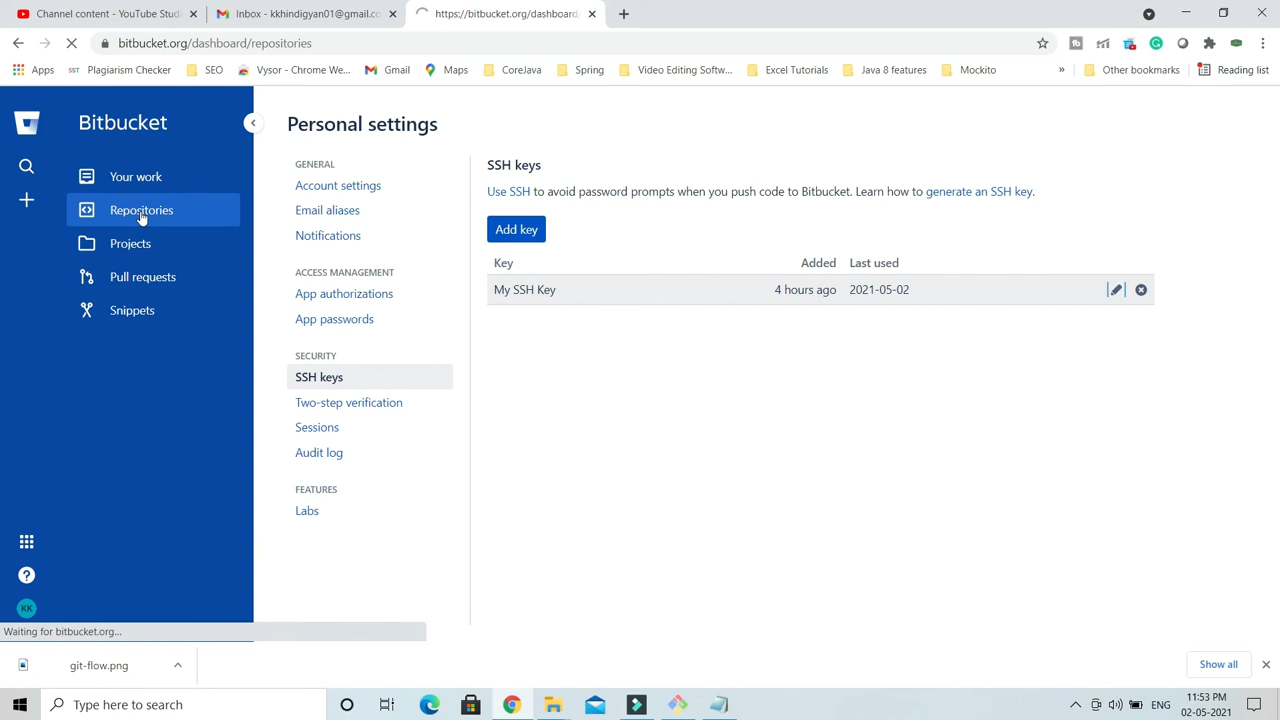 Channel content - YouTube Studi
Inbox - kkhindigyan01@gmail.co
https://bitbucket.org/dashboard/
bitbucket.org/dashboard/repositories
Apps
SST Plagiarism Checker
SEO
Vysor - Chrome We...
Gmail
Maps
CoreJava
Spring
Video Editing Softw...
Excel Tutorials
Java 8 features
Mockito
»
Other bookmarks
Reading list
Bitbucket
Your work
Repositories
Projects
Pull requests
Snippets
KK
Personal settings
GENERAL
Account settings
Email aliases
Notifications
ACCESS MANAGEMENT
App authorizations
App passwords
SECURITY
SSH keys
Two-step verification
Sessions
Audit log
FEATURES
Labs
SSH keys
Use SSH to avoid password prompts when you push code to Bitbucket. Learn how to generate an SSH key.
Add key
Key Added Last used
My SSH Key 4 hours ago 2021-05-02
Waiting for bitbucket.org...
git-flow.png
Show all
Type here to search
ENG
11:53 PM
02-05-2021